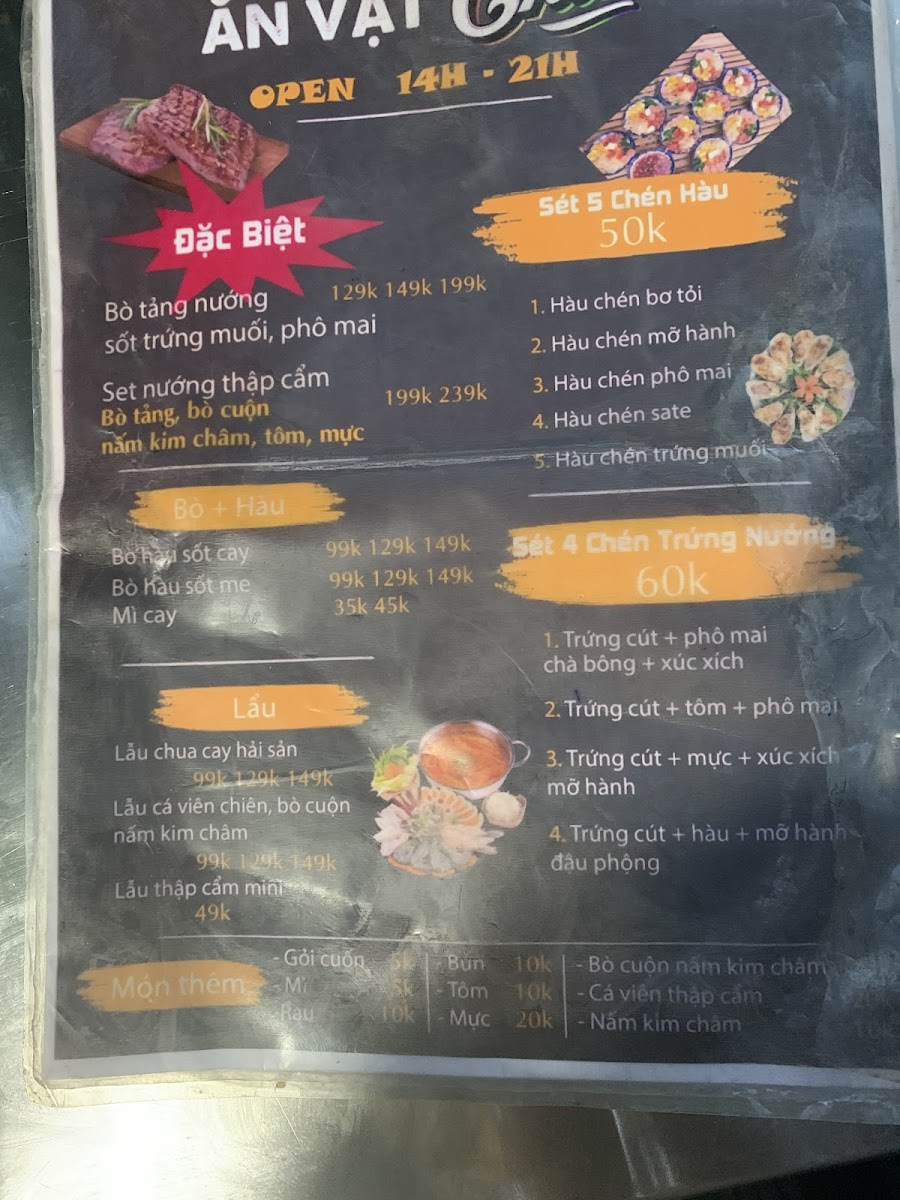 ĂN VẶT
OPEN 14H - 21H
Đặc Biệt
Bò tảng nướng 129k 149k 199k
sốt trứng muối, phô mai
Set nướng thập cẩm 199k 239k
Bò tảng, bò cuộn
nấm kim châm, tôm, mực
Bò + Hàu
Bò hàu sốt cay 99k 129k 149k
Bò hàu sốt me 99k 129k 149k
Mì cay 35k 45k
Lẩu
Lẩu chua cay hải sản
99k 129k 149k
Lẩu cá viên chiên, bò cuộn
nấm kim châm
99k 129k 149k
Lẩu thập cẩm mini
49k
Sét 5 Chén Hàu
50k
1. Hàu chén bơ tỏi
2. Hàu chén mỡ hành
3. Hàu chén phô mai
4. Hàu chén sate
5. Hàu chén trứng muối
Sét 4 Chén Trứng Nướng
60k
1. Trứng cút + phô mai
chà bông + xúc xích
2. Trứng cút + tôm + phô mai
3. Trứng cút + mực + xúc xích
mỡ hành
4. Trứng cút + hàu + mỡ hành
đậu phộng
Món thêm
- Gỏi cuốn 5k
- Mì 5k
- Rau 10k
- Bún 10k
- Tôm 10k
- Mực 20k
- Bò cuộn nấm kim châm
- Cá viên thập cẩm
- Nấm kim châm